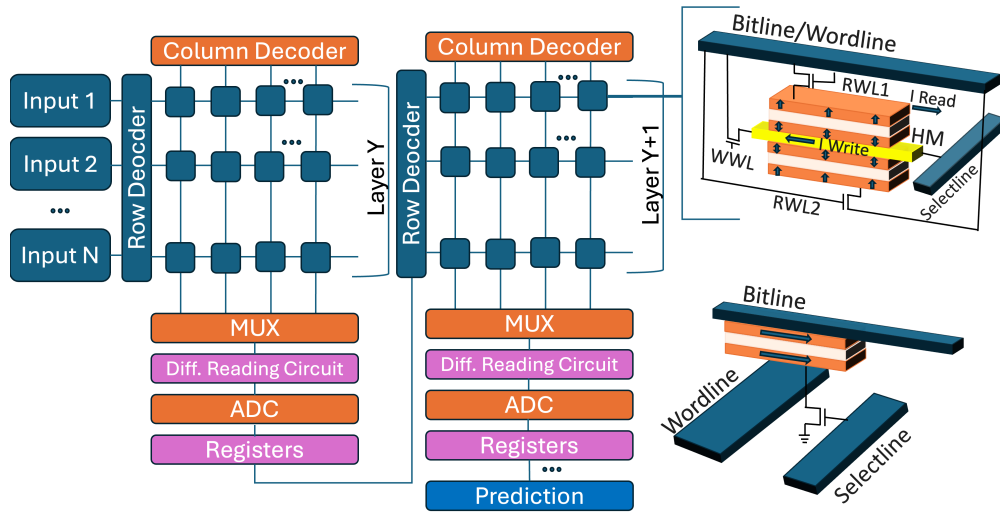 Column Decoder
Input 1
Input 2
...
Input N
Row Deocder
...
...
Layer Y
MUX
Diff. Reading Circuit
ADC
Registers
Column Decoder
Row Deocder
...
...
Layer Y+1
MUX
Diff. Reading Circuit
ADC
Registers
...
Prediction
Bitline/Wordline
RWL1
I Read
HM
I Write
WWL
Selectline
RWL2
Bitline
Wordline
Selectline